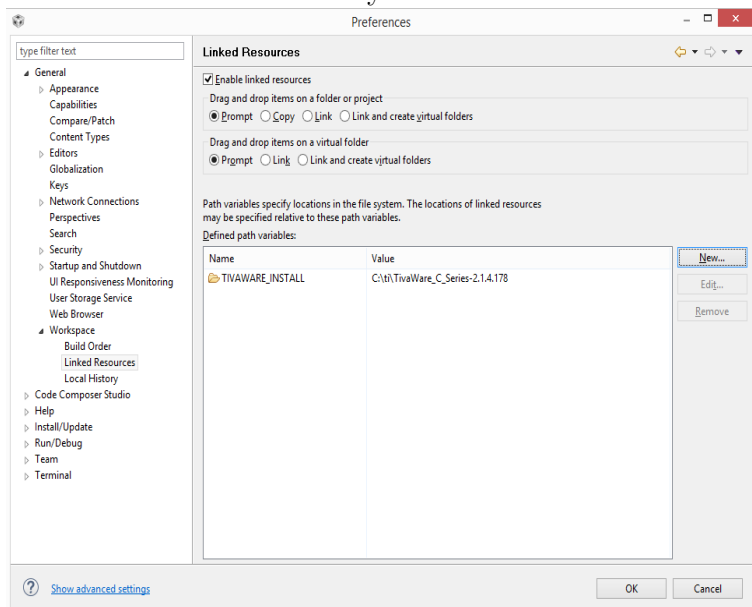 Preferences
type filter text
General
Appearance
Capabilities
Compare/Patch
Content Types
Editors
Globalization
Keys
Network Connections
Perspectives
Search
Security
Startup and Shutdown
UI Responsiveness Monitoring
User Storage Service
Web Browser
Workspace
Build Order
Linked Resources
Local History
Code Composer Studio
Help
Install/Update
Run/Debug
Team
Terminal
Linked Resources
Enable linked resources
Drag and drop items on a folder or project
Prompt Copy Link Link and create virtual folders
Drag and drop items on a virtual folder
Prompt Link Link and create virtual folders
Path variables specify locations in the file system. The locations of linked resources
may be specified relative to these path variables.
Defined path variables:
Name Value
TIVAWARE_INSTALL C:\ti\TivaWare_C_Series-2.1.4.178
New...
Edit...
Remove
Show advanced settings
OK Cancel